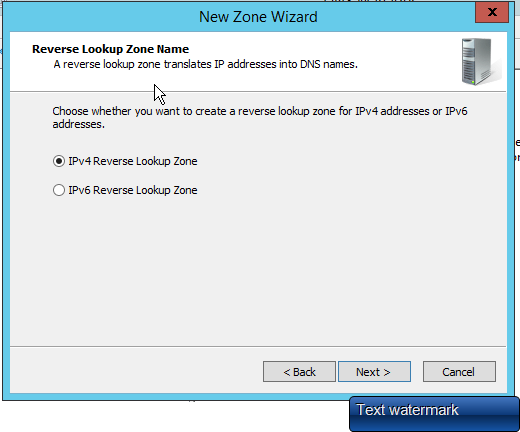 New Zone Wizard
x
Reverse Lookup Zone Name
A reverse lookup zone translates IP addresses into DNS names.
Choose whether you want to create a reverse lookup zone for IPv4 addresses or IPv6
addresses.
IPv4 Reverse Lookup Zone
IPv6 Reverse Lookup Zone
< Back
Next >
Cancel
Text watermark